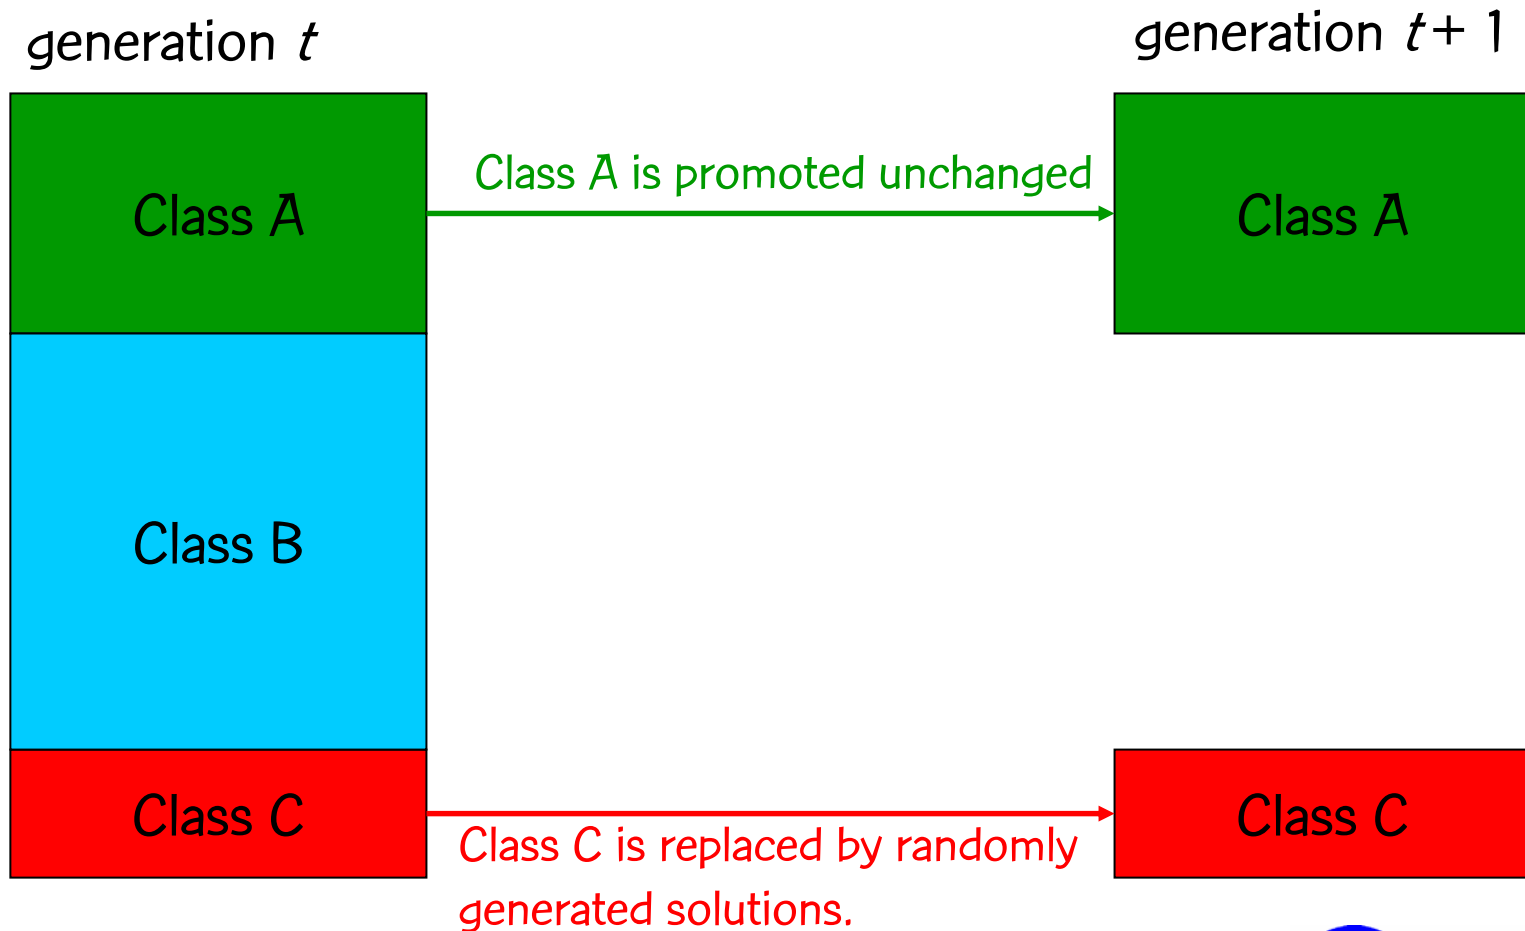 generation t
generation t + 1
Class A
Class A is promoted unchanged
Class A
Class B
Class C
Class C is replaced by randomly
generated solutions.
Class C